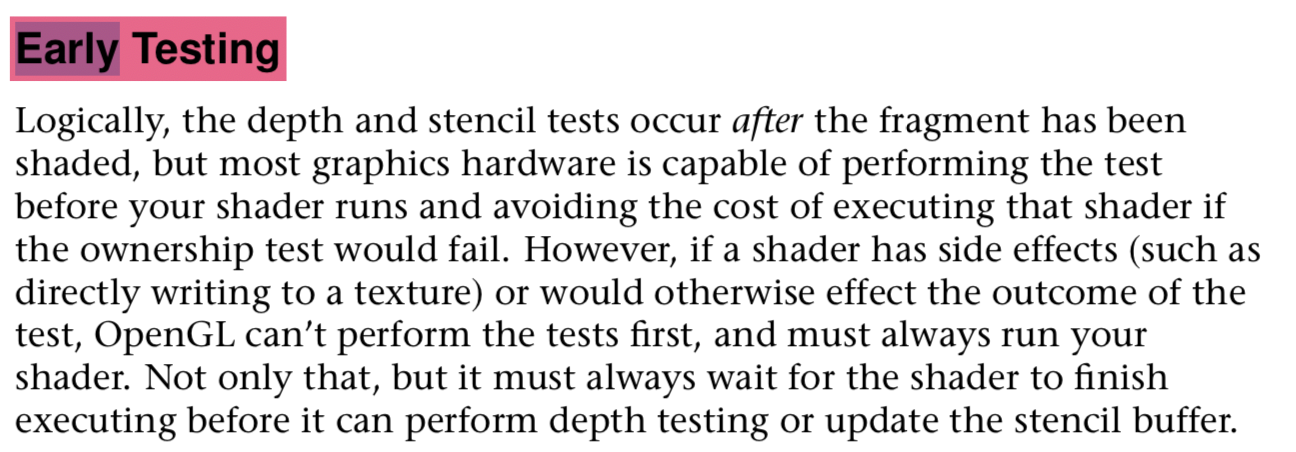 Early Testing
Logically, the depth and stencil tests occur after the fragment has been
shaded, but most graphics hardware is capable of performing the test
before your shader runs and avoiding the cost of executing that shader if
the ownership test would fail. However, if a shader has side effects (such as
directly writing to a texture) or would otherwise effect the outcome of the
test, OpenGL can’t perform the tests first, and must always run your
shader. Not only that, but it must always wait for the shader to finish
executing before it can perform depth testing or update the stencil buffer.